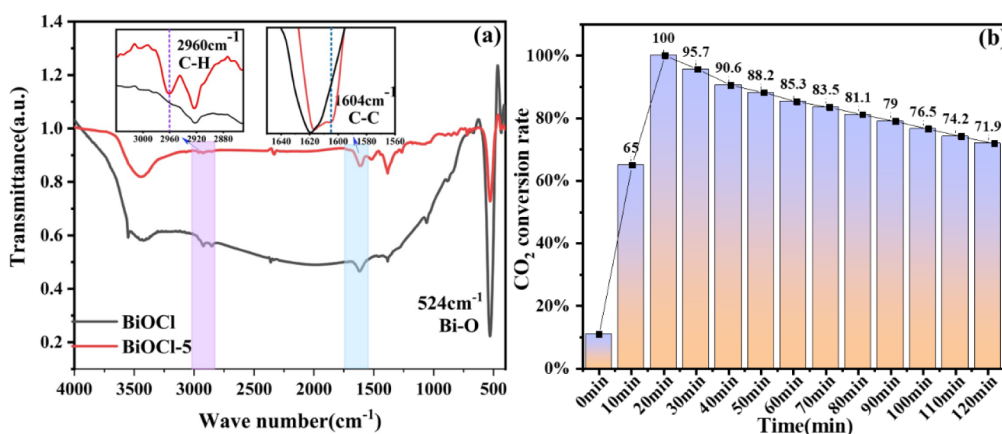 (a)
2960cm⁻¹
C-H
3000 2960 2920 2880
1604cm⁻¹
C-C
1640 1620 1600 1580 1560
Transmittance(a.u.)
1.4
1.2
1.0
0.8
0.6
0.4
0.2
BiOCl
BiOCl-5
524cm⁻¹
Bi-O
4000 3500 3000 2500 2000 1500 1000 500
Wave number(cm⁻¹)
(b)
CO₂ conversion rate
100%
80%
60%
40%
20%
0%
65
100
95.7
90.6
88.2
85.3
83.5
81.1
79
76.5
74.2
71.9
0min 10min 20min 30min 40min 50min 60min 70min 80min 90min 100min 110min 120min
Time(min)